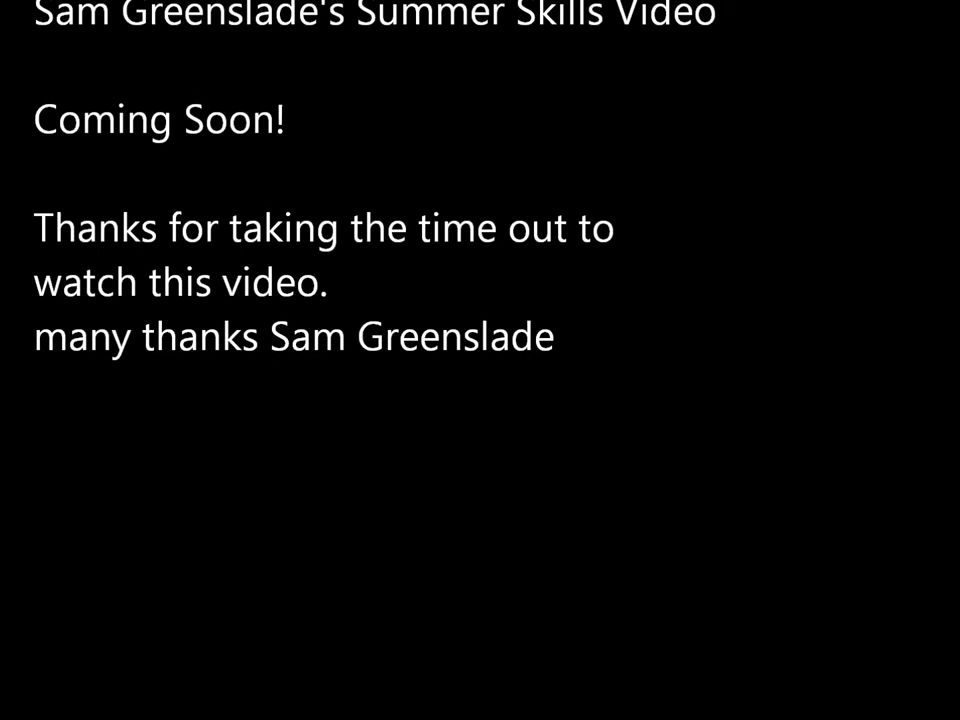 Sam Greenslade's Summer Skills Video
Coming Soon!
Thanks for taking the time out to
watch this video.
many thanks Sam Greenslade